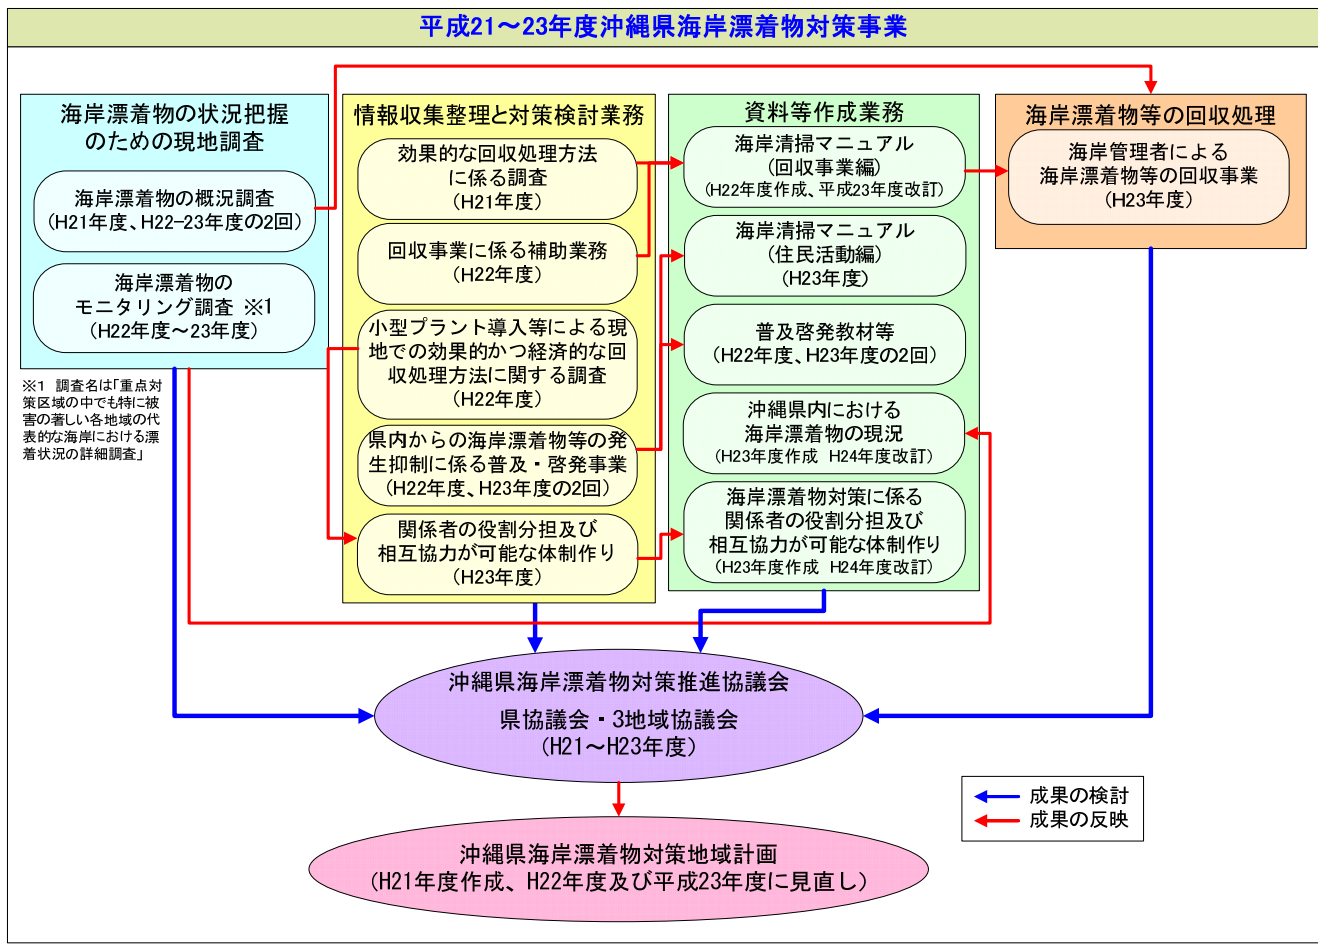 平成21～23年度沖縄県海岸漂着物対策事業
海岸漂着物の状況把握
のための現地調査
海岸漂着物の概況調査
(H21年度、H22-23年度の2回)
海岸漂着物の
モニタリング調査 ※1
(H22年度～23年度)
※1 調査名は「重点対
策区域の中でも特に被
害の著しい各地域の代
表的な海岸における漂
着状況の詳細調査」
情報収集整理と対策検討業務
効果的な回収処理方法
に係る調査
(H21年度)
回収事業に係る補助業務
(H22年度)
小型プラント導入等による現
地での効果的かつ経済的な回
収処理方法に関する調査
(H22年度)
県内からの海岸漂着物等の発
生抑制に係る普及・啓発事業
(H22年度、H23年度の2回)
関係者の役割分担及び
相互協力が可能な体制作り
(H23年度)
資料等作成業務
海岸清掃マニュアル
(回収事業編)
(H22年度作成、平成23年度改訂)
海岸清掃マニュアル
(住民活動編)
(H23年度)
普及啓発教材等
(H22年度、H23年度の2回)
沖縄県内における
海岸漂着物の現況
(H23年度作成 H24年度改訂)
海岸漂着物対策に係る
関係者の役割分担及び
相互協力が可能な体制作り
(H23年度作成 H24年度改訂)
海岸漂着物等の回収処理
海岸管理者による
海岸漂着物等の回収事業
(H23年度)
沖縄県海岸漂着物対策推進協議会
県協議会・3地域協議会
(H21～H23年度)
沖縄県海岸漂着物対策地域計画
(H21年度作成、H22年度及び平成23年度に見直し)
成果の検討
成果の反映